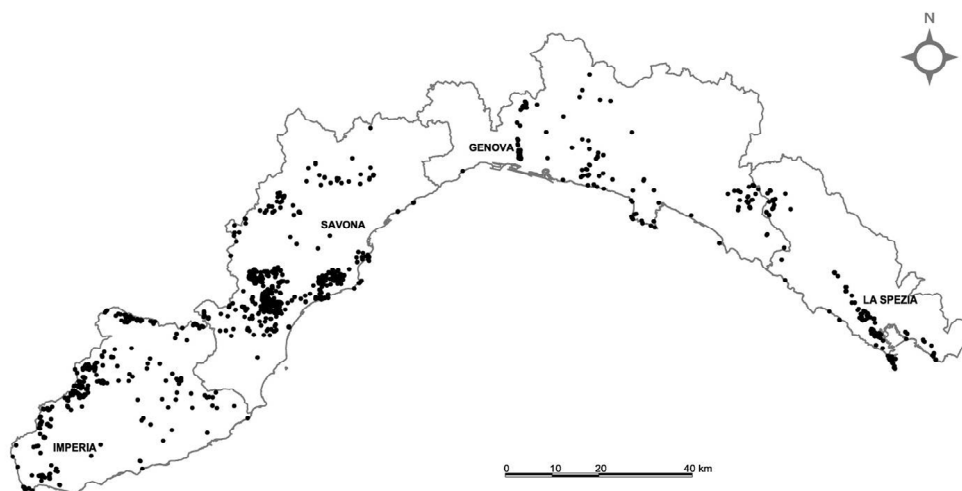 N
GENOVA
SAVONA
LA SPEZIA
IMPERIA
0 10 20 40 km